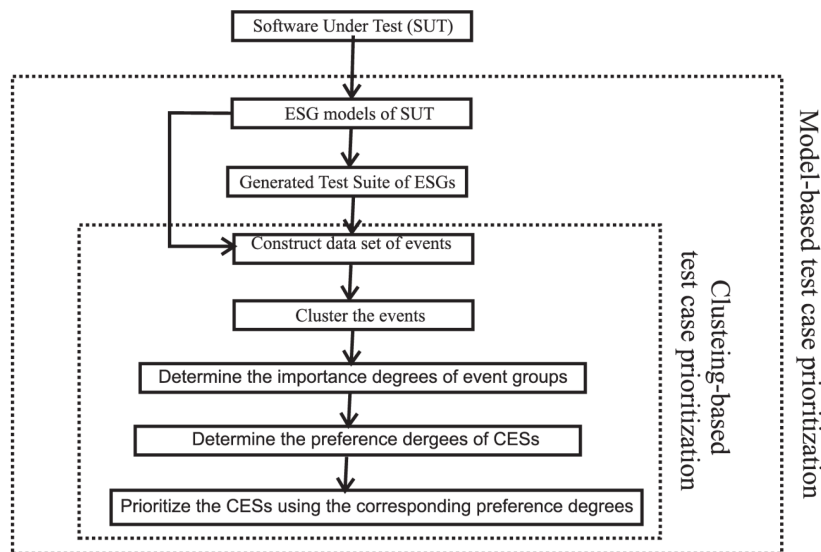 Software Under Test (SUT)
ESG models of SUT
Generated Test Suite of ESGs
Construct data set of events
Cluster the events
Determine the importance degrees of event groups
Determine the preference dergees of CESs
Prioritize the CESs using the corresponding preference degrees
Clusteing-based
test case prioritization
Model-based test case prioritization